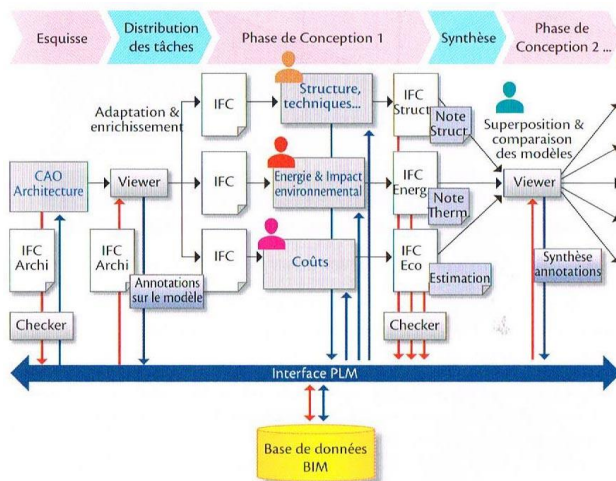 Esquisse
Distribution
des tâches
Phase de Conception 1
Synthèse
Phase de
Conception 2 ...
Adaptation &
enrichissement
IFC
Structure,
techniques...
IFC
Struct
Note
Struct.
Superposition &
comparaison
des modèles
CAO
Architecture
Viewer
IFC
Energie & Impact
environnemental
IFC
Energ
Note
Therm.
Viewer
IFC
Archi
IFC
Archi
Annotations
sur le modèle
IFC
Coûts
IFC
Eco
Estimation
Synthèse
annotations
Checker
Checker
Interface PLM
Base de données
BIM